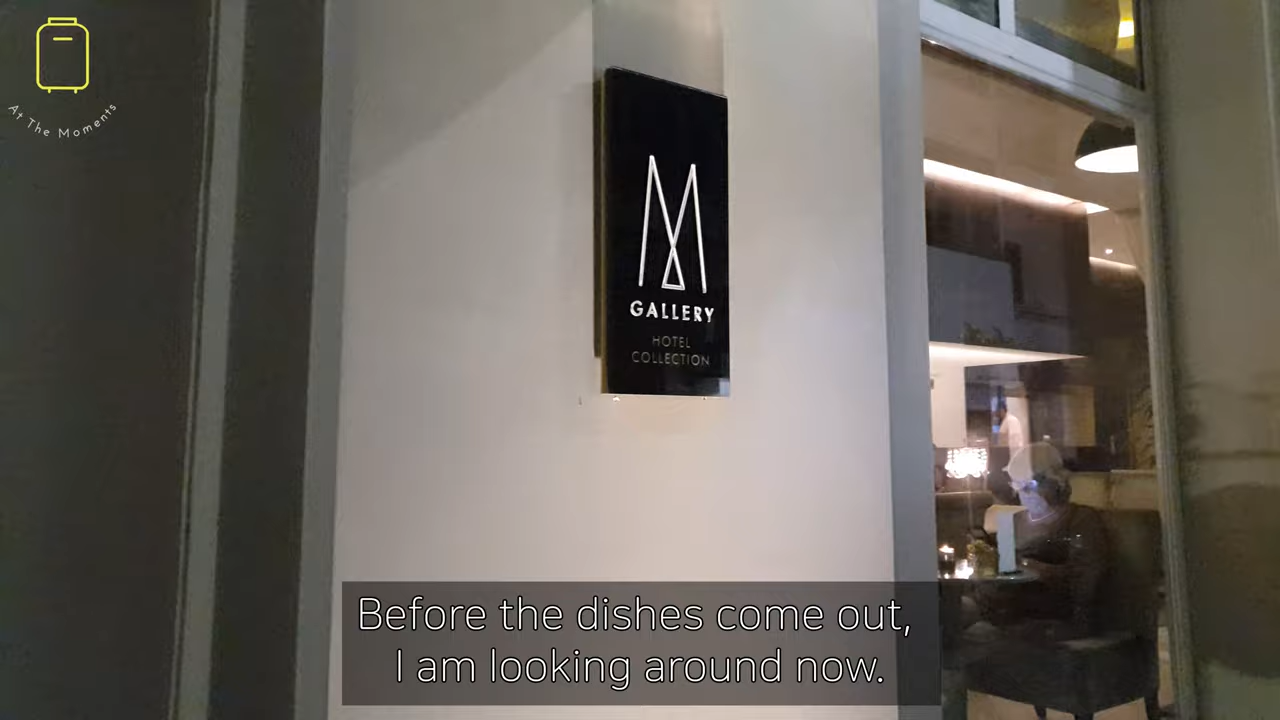 At The Moments
M
GALLERY
HOTEL
COLLECTION
Before the dishes come out,
I am looking around now.